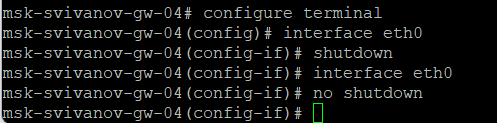 msk-svivanov-gw-04# configure terminal
msk-svivanov-gw-04(config)# interface eth0
msk-svivanov-gw-04(config-if)# shutdown
msk-svivanov-gw-04(config-if)# interface eth0
msk-svivanov-gw-04(config-if)# no shutdown
msk-svivanov-gw-04(config-if)#